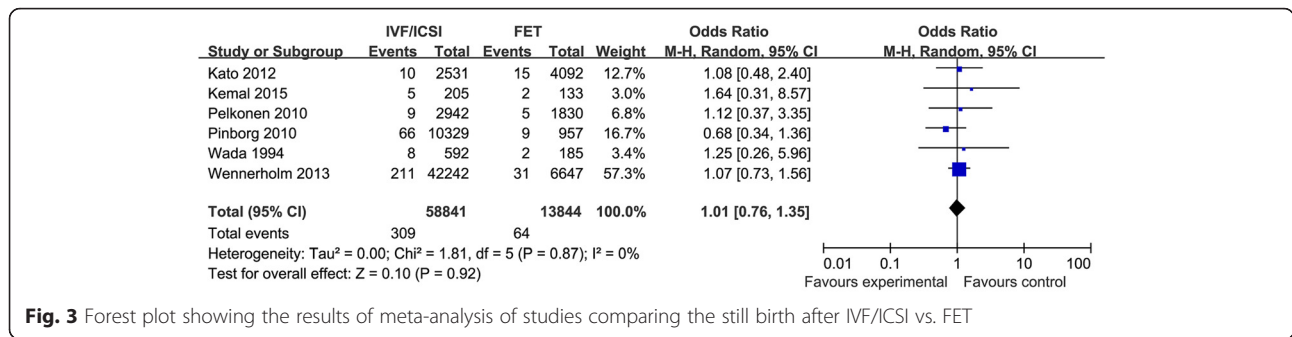 IVF/ICSI FET Odds Ratio Odds Ratio
Study or Subgroup Events Total Events Total Weight M-H, Random, 95% CI M-H, Random, 95% CI
Kato 2012 10 2531 15 4092 12.7% 1.08 [0.48, 2.40]
Kemal 2015 5 205 2 133 3.0% 1.64 [0.31, 8.57]
Pelkonen 2010 9 2942 5 1830 6.8% 1.12 [0.37, 3.35]
Pinborg 2010 66 10329 9 957 16.7% 0.68 [0.34, 1.36]
Wada 1994 8 592 2 185 3.4% 1.25 [0.26, 5.96]
Wennerholm 2013 211 42242 31 6647 57.3% 1.07 [0.73, 1.56]
Total (95% CI) 58841 13844 100.0% 1.01 [0.76, 1.35]
Total events 309 64
Heterogeneity: Tau² = 0.00; Chi² = 1.81, df = 5 (P = 0.87); I² = 0%
Test for overall effect: Z = 0.10 (P = 0.92)
0.01 0.1 1 10 100
Favours experimental Favours control
Fig. 3 Forest plot showing the results of meta-analysis of studies comparing the still birth after IVF/ICSI vs. FET